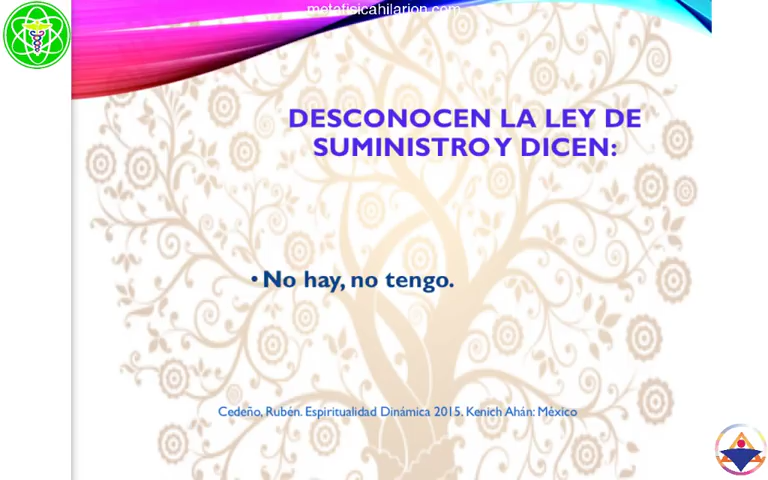 metafisicahilarion.com
DESCONOCEN LA LEY DE
SUMINISTRO Y DICEN:
• No hay, no tengo.
Cedeño, Rubén. Espiritualidad Dinámica 2015. Kenich Ahán: México